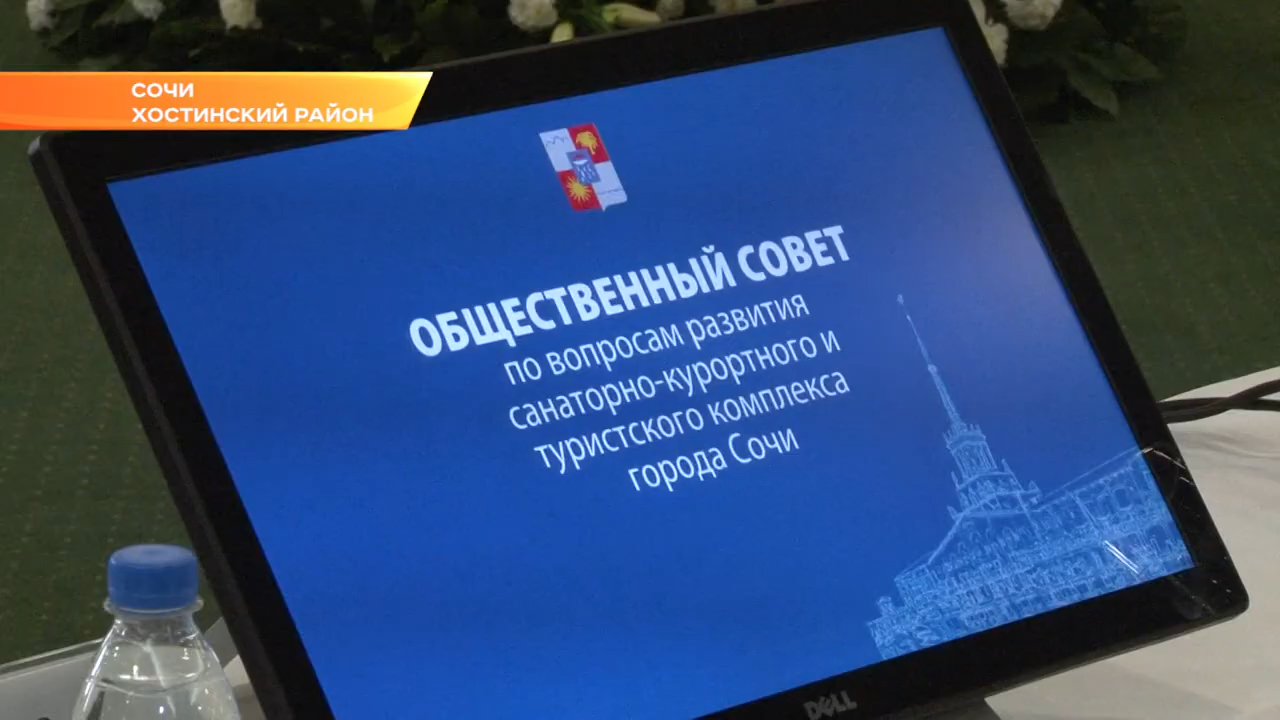 СОЧИ
ХОСТИНСКИЙ РАЙОН
ОБЩЕСТВЕННЫЙ СОВЕТ
по вопросам развития
санаторно-курортного и
туристского комплекса
города Сочи
DELL